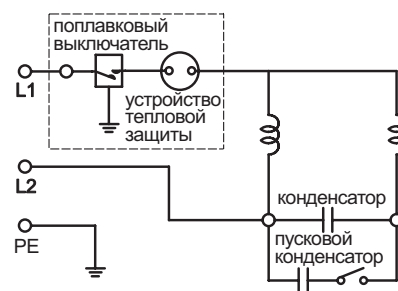 поплавковый
выключатель
L1
устройство
тепловой
защиты
L2
конденсатор
пусковой
конденсатор
PE